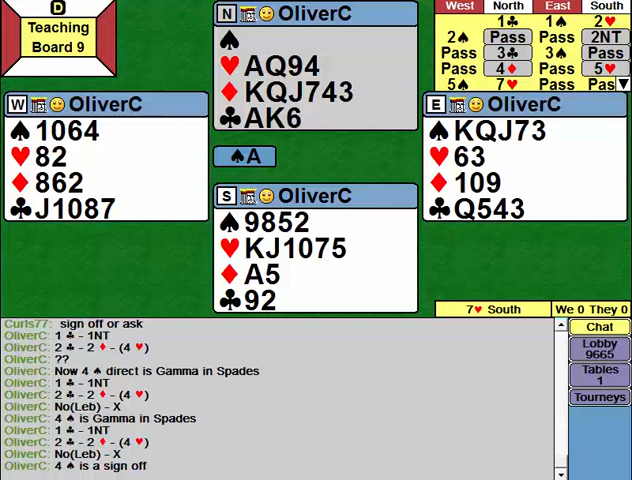 D
Teaching
Board 9
N OliverC
♠
♥ AQ94
♦ KQJ743
♣ AK6
West North East South
1♣ 1♠ 2♥
2♠ Pass Pass 2NT
Pass 3♣ 3♠ Pass
Pass 4♦ Pass 5♥
5♠ 7♥ Pass Pas
W OliverC
♠ 1064
♥ 82
♦ 862
♣ J1087
♠A
E OliverC
♠ KQJ73
♥ 63
♦ 109
♣ Q543
S OliverC
♠ 9852
♥ KJ1075
♦ A5
♣ 92
7♥ South We 0 They 0
Curls77: sign off or ask
OliverC: 1 ♣ - 1NT
OliverC: 2 ♣ - 2 ♦ - (4 ♥)
OliverC: ??
OliverC: Now 4 ♠ direct is Gamma in Spades
OliverC: 1 ♣ - 1NT
OliverC: 2 ♣ - 2 ♦ - (4 ♥)
OliverC: No(Leb) - X
OliverC: 4 ♠ is Gamma in Spades
OliverC: 1 ♣ - 1NT
OliverC: 2 ♣ - 2 ♦ - (4 ♥)
OliverC: No(Leb) - X
OliverC: 4 ♠ is a sign off
Chat
Lobby
9665
Tables
1
Tourneys